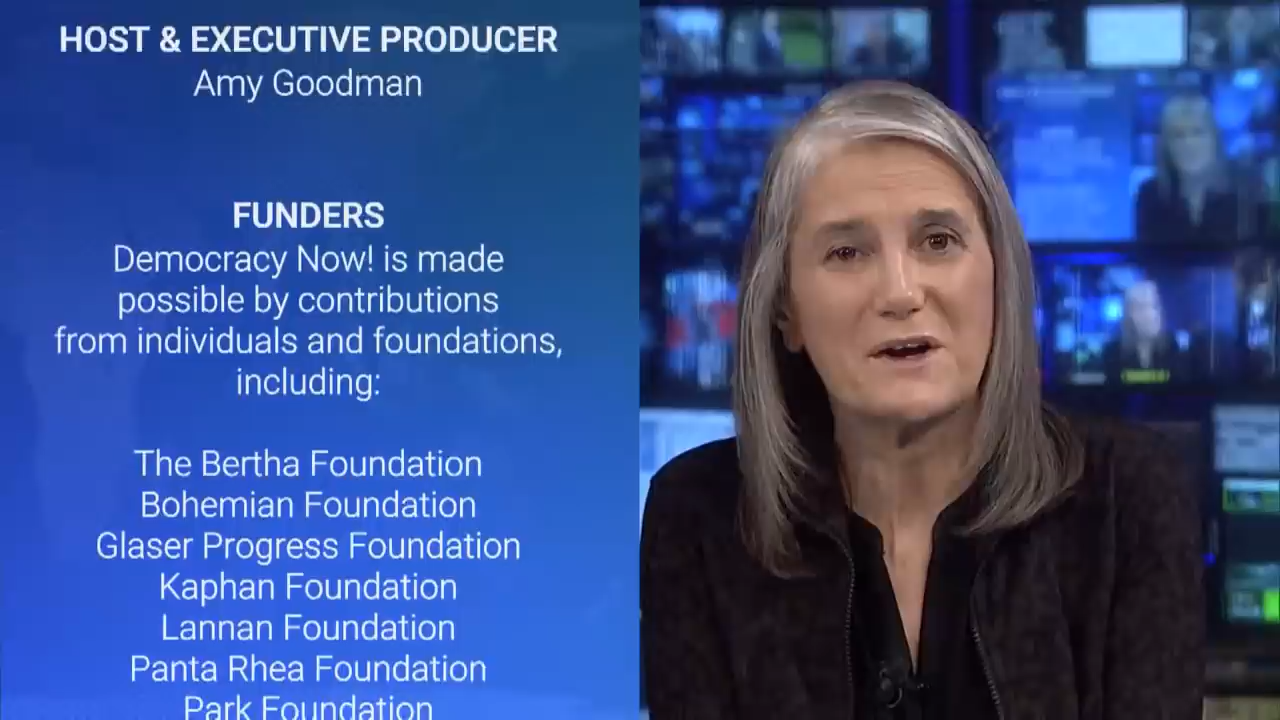 HOST & EXECUTIVE PRODUCER
Amy Goodman
FUNDERS
Democracy Now! is made
possible by contributions
from individuals and foundations,
including:
The Bertha Foundation
Bohemian Foundation
Glaser Progress Foundation
Kaphan Foundation
Lannan Foundation
Panta Rhea Foundation
Park Foundation